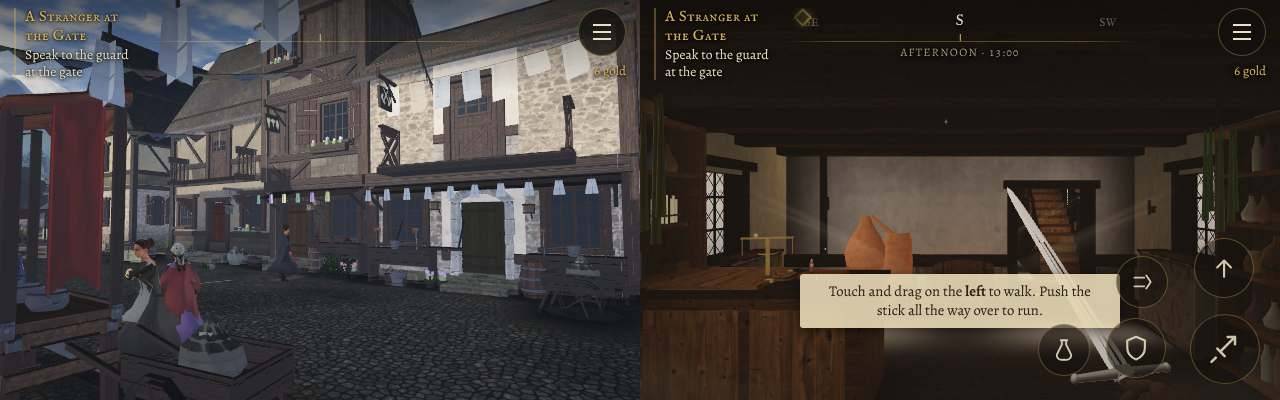 A Stranger at
the Gate
Speak to the guard
at the gate
6 gold
A Stranger at
the Gate
Speak to the guard
at the gate
SE
S
SW
AFTERNOON · 13:00
6 gold
Touch and drag on the left to walk. Push the
stick all the way over to run.